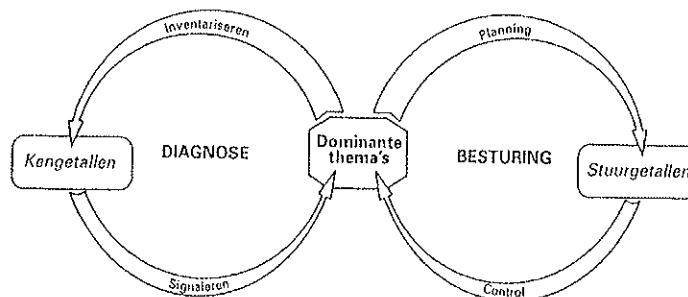 Inventariseren
Planning
Kengetallen
DIAGNOSE
Dominante
thema's
BESTURING
Stuurgetallen
Signaleren
Control